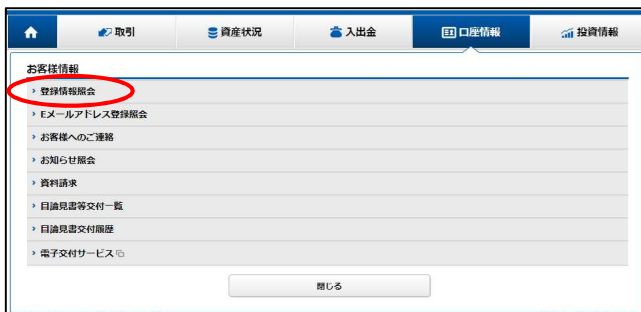 取引
資産状況
入出金
口座情報
投資情報
お客様情報
登録情報照会
Eメールアドレス登録照会
お客様へのご連絡
お知らせ照会
資料請求
目論見書等交付一覧
目論見書交付履歴
電子交付サービス
閉じる